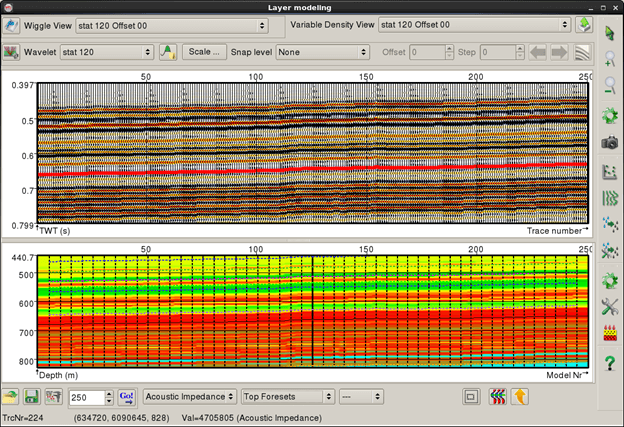 Layer modeling
Wiggle View stat 120 Offset 00 Variable Density View stat 120 Offset 00
Wavelet stat 120 Scale ... Snap level None Offset 0 Step 0
50 100 150 200 250
0.397
0.5
0.6
0.7
0.799
TWT (s) Trace number
50 100 150 200 250
440.7
500
600
700
800
Depth (m) Model Nr
250 Go! Acoustic Impedance Top Foresets ---
TrcNr=224 (634720, 6090645, 828) Val=4705805 (Acoustic Impedance)